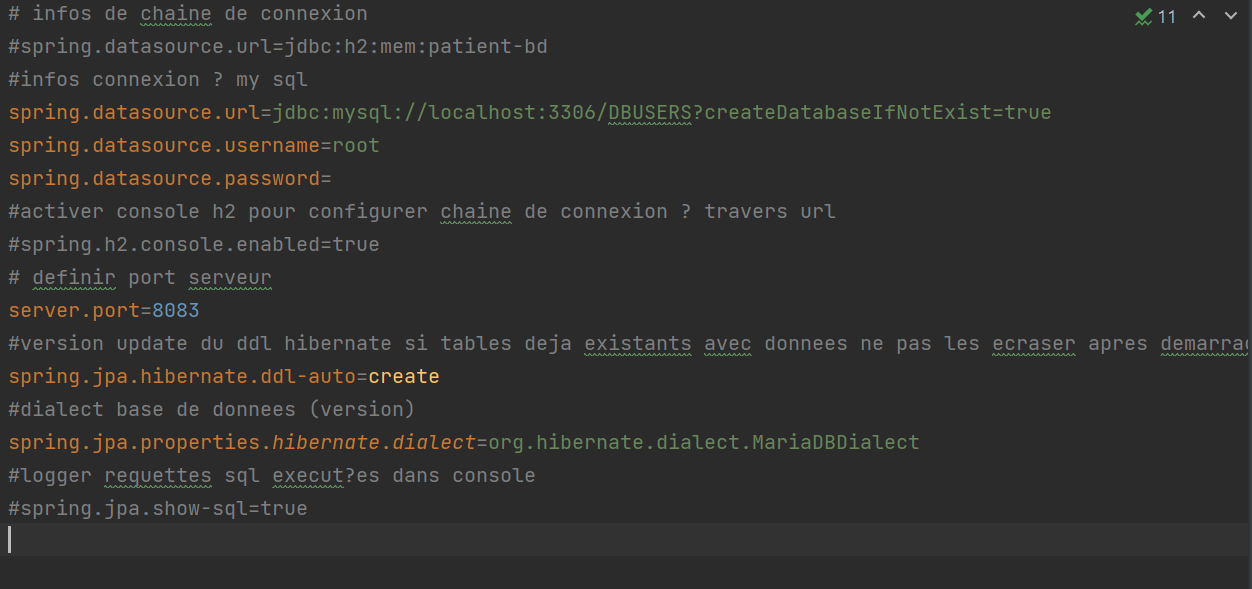 # infos de chaine de connexion
11
#spring.datasource.url=jdbc:h2:mem:patient-bd
#infos connexion ? my sql
spring.datasource.url=jdbc:mysql://localhost:3306/DBUSERS?createDatabaseIfNotExist=true
spring.datasource.username=root
spring.datasource.password=
#activer console h2 pour configurer chaine de connexion ? travers url
#spring.h2.console.enabled=true
# definir port serveur
server.port=8083
#version update du ddl hibernate si tables deja existants avec donnees ne pas les ecraser apres
spring.jpa.hibernate.ddl-auto=create
#dialect base de donnees (version)
spring.jpa.properties.hibernate.dialect=org.hibernate.dialect.MariaDBDialect
#logger requettes sql execut?es dans console
#spring.jpa.show-sql=true